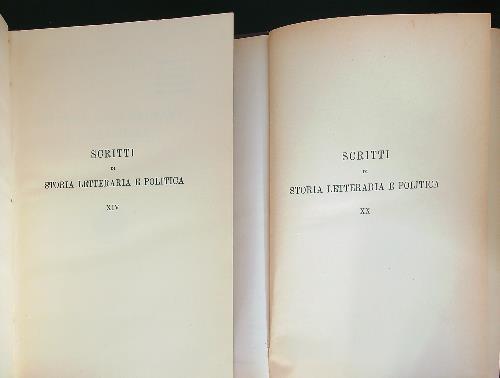 SCRITTI
DI
STORIA LETTERARIA E POLITICA
XIV
SCRITTI
DI
STORIA LETTERARIA E POLITICA
XX